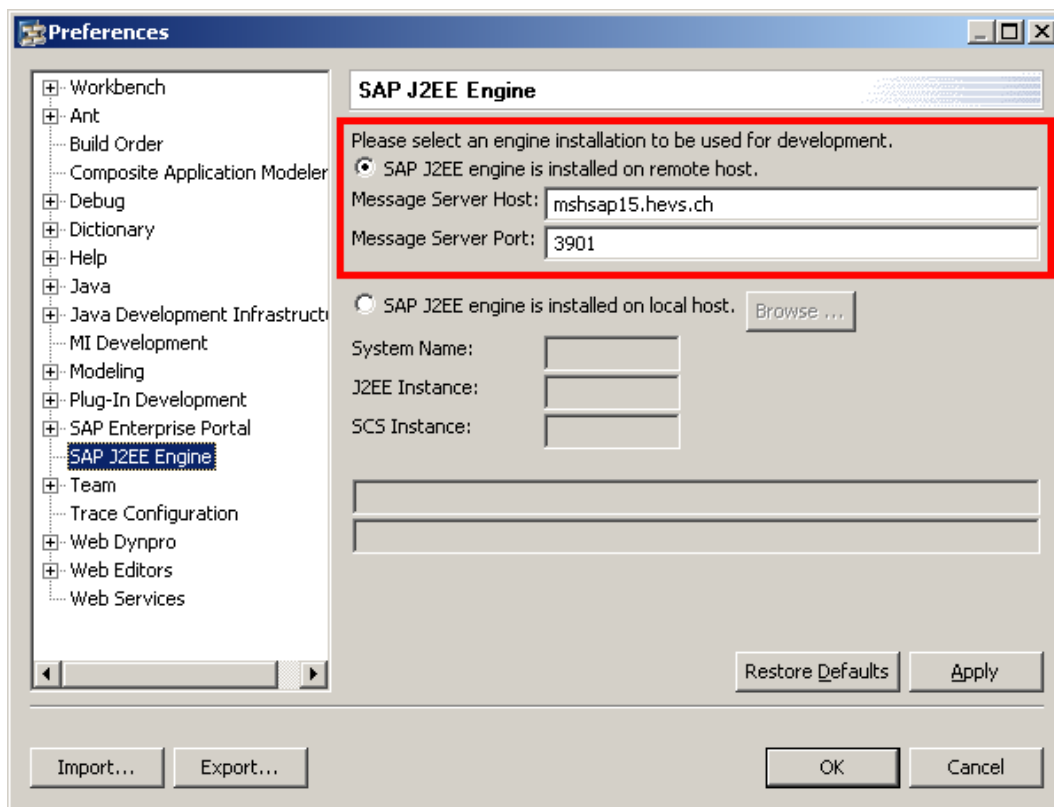 Preferences
Workbench
Ant
Build Order
Composite Application Modeler
Debug
Dictionary
Help
Java
Java Development Infrastructu
MI Development
Modeling
Plug-In Development
SAP Enterprise Portal
SAP J2EE Engine
Team
Trace Configuration
Web Dynpro
Web Editors
Web Services
SAP J2EE Engine
Please select an engine installation to be used for development.
SAP J2EE engine is installed on remote host.
Message Server Host: mshsap15.hevs.ch
Message Server Port: 3901
SAP J2EE engine is installed on local host. Browse ...
System Name:
J2EE Instance:
SCS Instance:
Restore Defaults Apply
Import... Export... OK Cancel